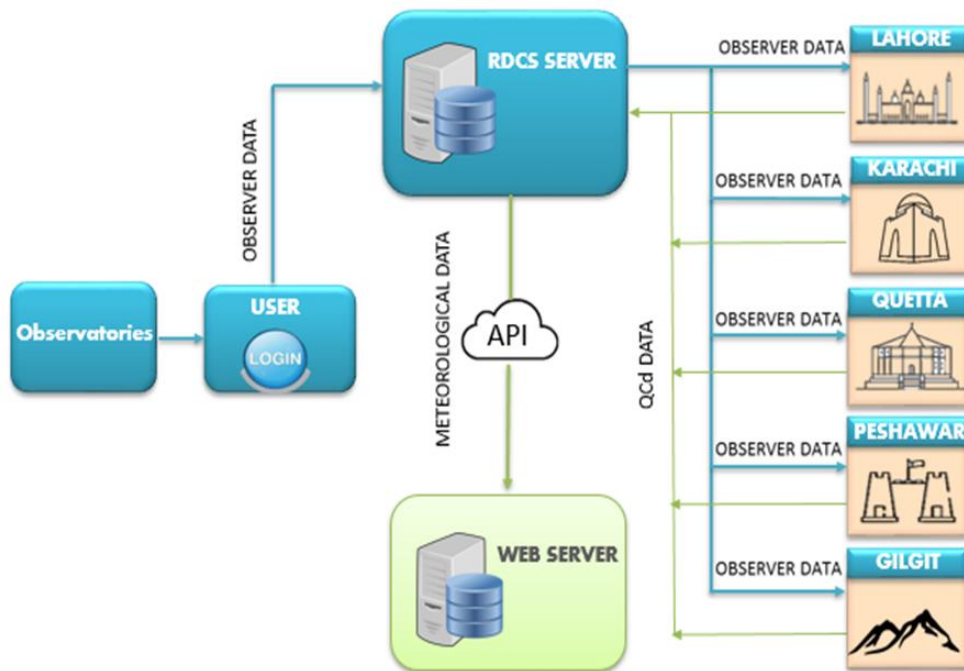 RDCS SERVER
OBSERVER DATA
LAHORE
OBSERVER DATA
KARACHI
OBSERVER DATA
Observatories
USER
LOGIN
METEOROLOGICAL DATA
API
QCd DATA
OBSERVER DATA
QUETTA
OBSERVER DATA
PESHAWAR
OBSERVER DATA
GILGIT
WEB SERVER